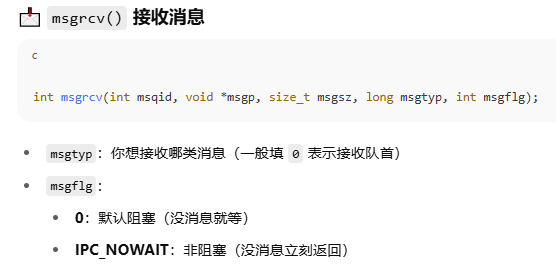 msgrcv() 接收消息
c
int msgrcv(int msqid, void *msgp, size_t msgsz, long msgtyp, int msgflg);
msgtyp：你想接收哪类消息（一般填 0 表示接收队首）
msgflg：
0：默认阻塞（没消息就等）
IPC_NOWAIT：非阻塞（没消息立刻返回）